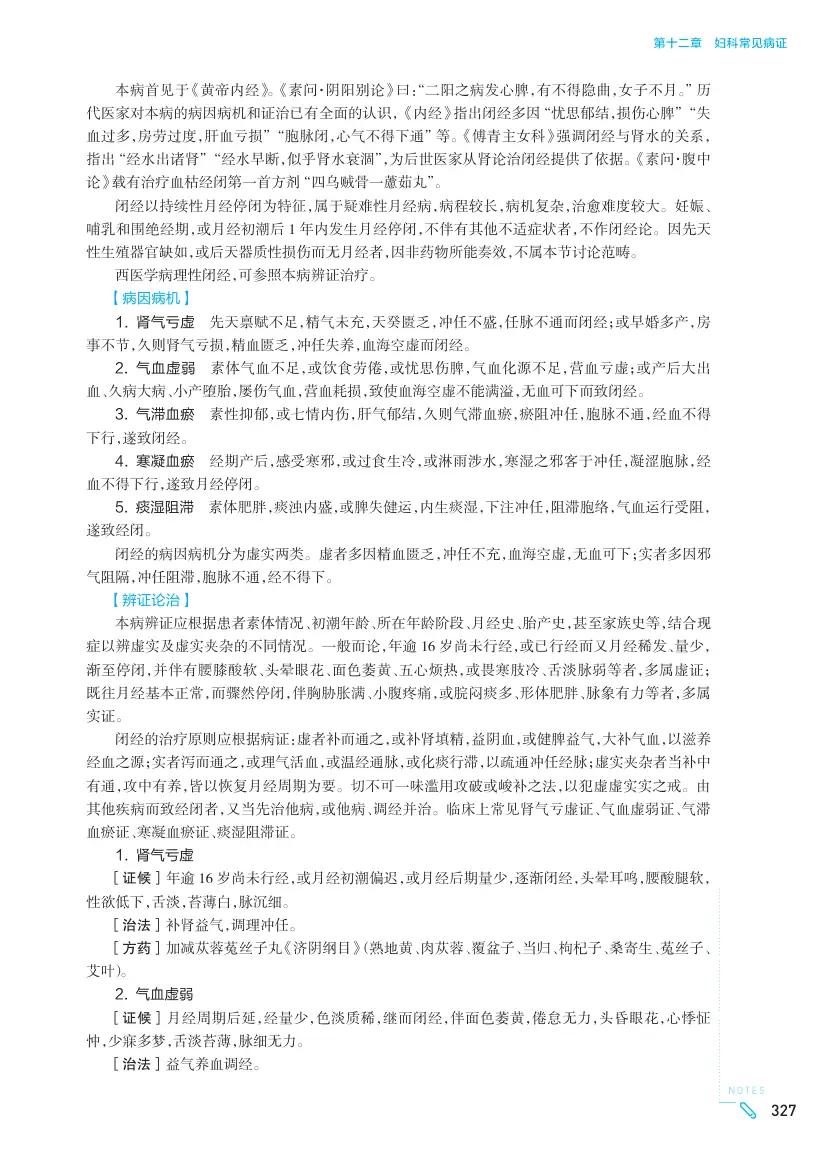 第十二章　妇科常见病证
本病首见于《黄帝内经》。《素问·阴阳别论》曰：“二阳之病发心脾，有不得隐曲，女子不月。”历
代医家对本病的病因病机和证治已有全面的认识，《内经》指出闭经多因“忧思郁结，损伤心脾”“失
血过多，房劳过度，肝血亏损”“胞脉闭，心气不得下通”等。《傅青主女科》强调闭经与肾水的关系，
指出“经水出诸肾”“经水早断，似乎肾水衰涸”，为后世医家从肾论治闭经提供了依据。《素问·腹中
论》载有治疗血枯经闭第一首方剂“四乌贼骨一藘茹丸”。
闭经以持续性月经停闭为特征，属于疑难性月经病，病程较长，病机复杂，治愈难度较大。妊娠、
哺乳和围绝经期，或月经初潮后 1 年内发生月经停闭，不伴有其他不适症状者，不作闭经论。因先天
性生殖器官缺如，或后天器质性损伤而无月经者，因非药物所能奏效，不属本节讨论范畴。
西医学病理性闭经，可参照本病辨证治疗。
【病因病机】
1. 肾气亏虚　先天禀赋不足，精气未充，天癸匮乏，冲任不盛，任脉不通而闭经；或早婚多产，房
事不节，久则肾气亏损，精血匮乏，冲任失养，血海空虚而闭经。
2. 气血虚弱　素体气血不足，或饮食劳倦，或忧思伤脾，气血化源不足，营血亏虚；或产后大出
血、久病大病、小产堕胎，屡伤气血，营血耗损，致使血海空虚不能满溢，无血可下而致闭经。
3. 气滞血瘀　素性抑郁，或七情内伤，肝气郁结，久则气滞血瘀，瘀阻冲任，胞脉不通，经血不得
下行，遂致闭经。
4. 寒凝血瘀　经期产后，感受寒邪，或过食生冷，或淋雨涉水，寒湿之邪客于冲任，凝涩胞脉，经
血不得下行，遂致月经停闭。
5. 痰湿阻滞　素体肥胖，痰浊内盛，或脾失健运，内生痰湿，下注冲任，阻滞胞络，气血运行受阻，
遂致经闭。
闭经的病因病机分为虚实两类。虚者多因精血匮乏，冲任不充，血海空虚，无血可下；实者多因邪
气阻隔，冲任阻滞，胞脉不通，经不得下。
【辨证论治】
本病辨证应根据患者素体情况、初潮年龄、所在年龄阶段、月经史、胎产史，甚至家族史等，结合现
症以辨虚实及虚实夹杂的不同情况。一般而论，年逾 16 岁尚未行经，或已行经而又月经稀发、量少，
渐至停闭，并伴有腰膝酸软、头晕眼花、面色萎黄、五心烦热，或畏寒肢冷、舌淡脉弱等者，多属虚证；
既往月经基本正常，而骤然停闭，伴胸胁胀满、小腹疼痛，或脘闷痰多、形体肥胖、脉象有力等者，多属
实证。
闭经的治疗原则应根据病证：虚者补而通之，或补肾填精，益阴血，或健脾益气，大补气血，以滋养
经血之源；实者泻而通之，或理气活血，或温经通脉，或化痰行滞，以疏通冲任经脉；虚实夹杂者当补中
有通，攻中有养，皆以恢复月经周期为要。切不可一味滥用攻破或峻补之法，以犯虚虚实实之戒。由
其他疾病而致经闭者，又当先治他病，或他病、调经并治。临床上常见肾气亏虚证、气血虚弱证、气滞
血瘀证、寒凝血瘀证、痰湿阻滞证。
1. 肾气亏虚
［证候］年逾 16 岁尚未行经，或月经初潮偏迟，或月经后期量少，逐渐闭经，头晕耳鸣，腰酸腿软，
性欲低下，舌淡，苔薄白，脉沉细。
［治法］补肾益气，调理冲任。
［方药］加减苁蓉菟丝子丸《济阴纲目》（熟地黄、肉苁蓉、覆盆子、当归、枸杞子、桑寄生、菟丝子、
艾叶）。
2. 气血虚弱
［证候］月经周期后延，经量少，色淡质稀，继而闭经，伴面色萎黄，倦怠无力，头昏眼花，心悸怔
忡，少寐多梦，舌淡苔薄，脉细无力。
［治法］益气养血调经。
NOTES
327